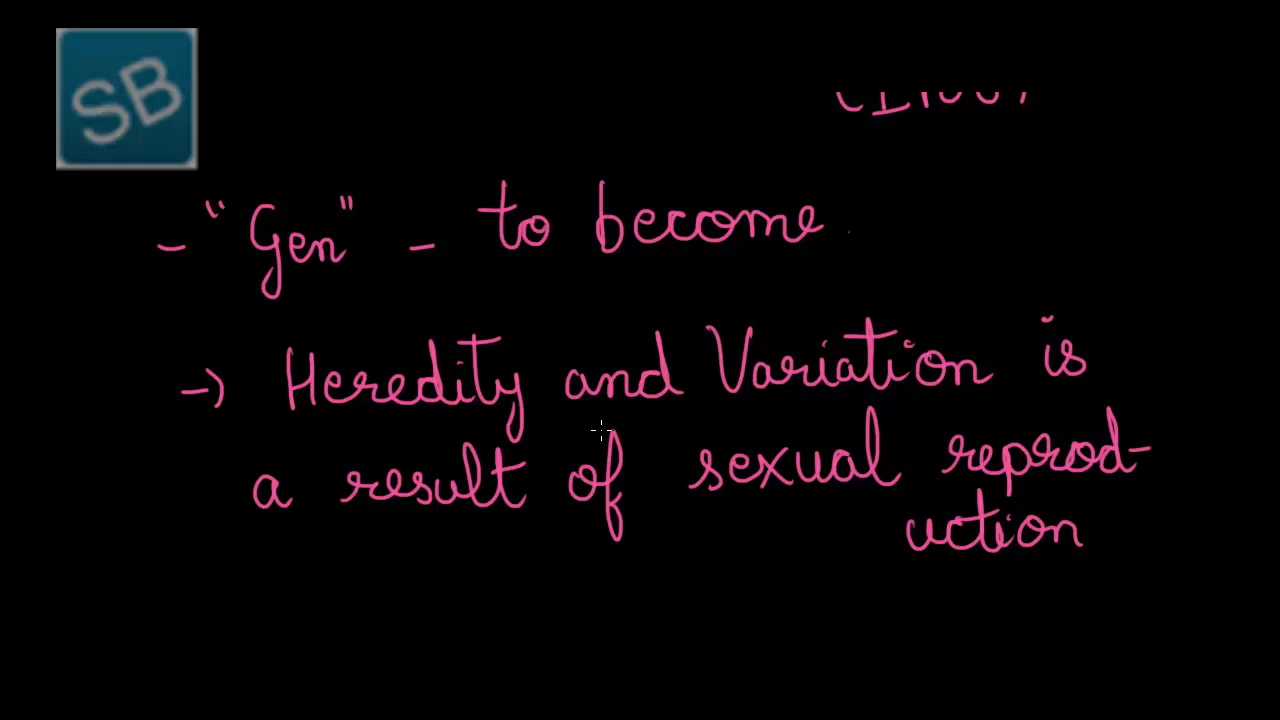 SB
- "Gen" - to become
→ Heredity and Variation is
a result of sexual reprod-
uction